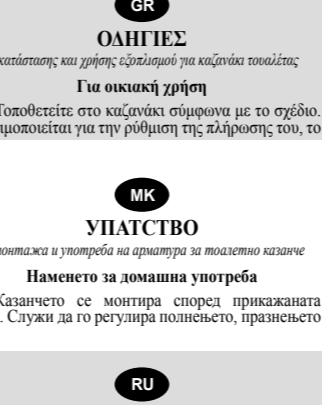 GR
ΟΔΗΓΙΕΣ
κατάστασης και χρήσης εξοπλισμού για καζανάκι τουαλέτας
Για οικιακή χρήση
Τοποθετείτε στο καζανάκι σύμφωνα με το σχέδιο.
ιμοποιείται για την ρύθμιση της πλήρωσης του, το
MK
УПАТСТВО
монтажа и употреба на арматура за тоалетно казанче
Наменето за домашна употреба
Казанчето се монтира според прикажаната
. Служи да го регулира полнењето, празнењето
RU